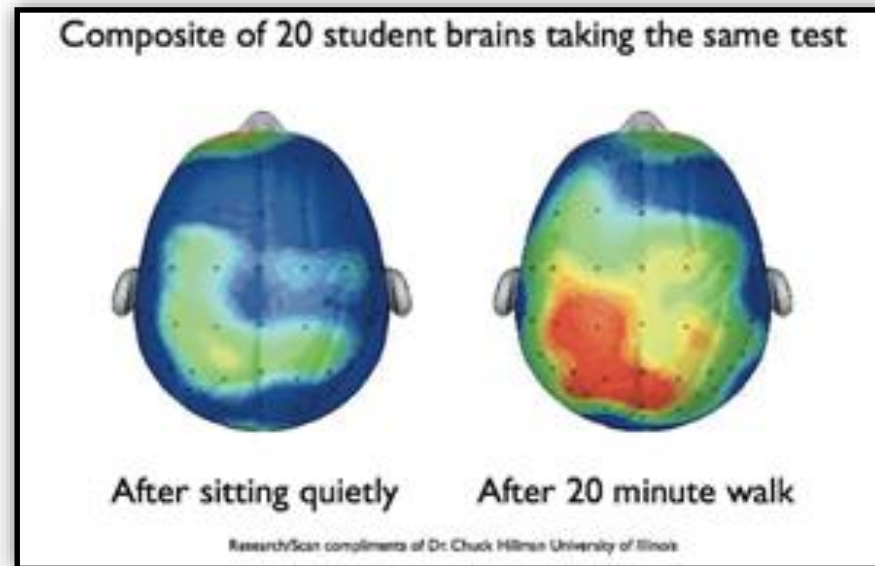 Composite of 20 student brains taking the same test
After sitting quietly
After 20 minute walk
Research/Scan compliments of Dr. Chuck Hillman University of Illinois